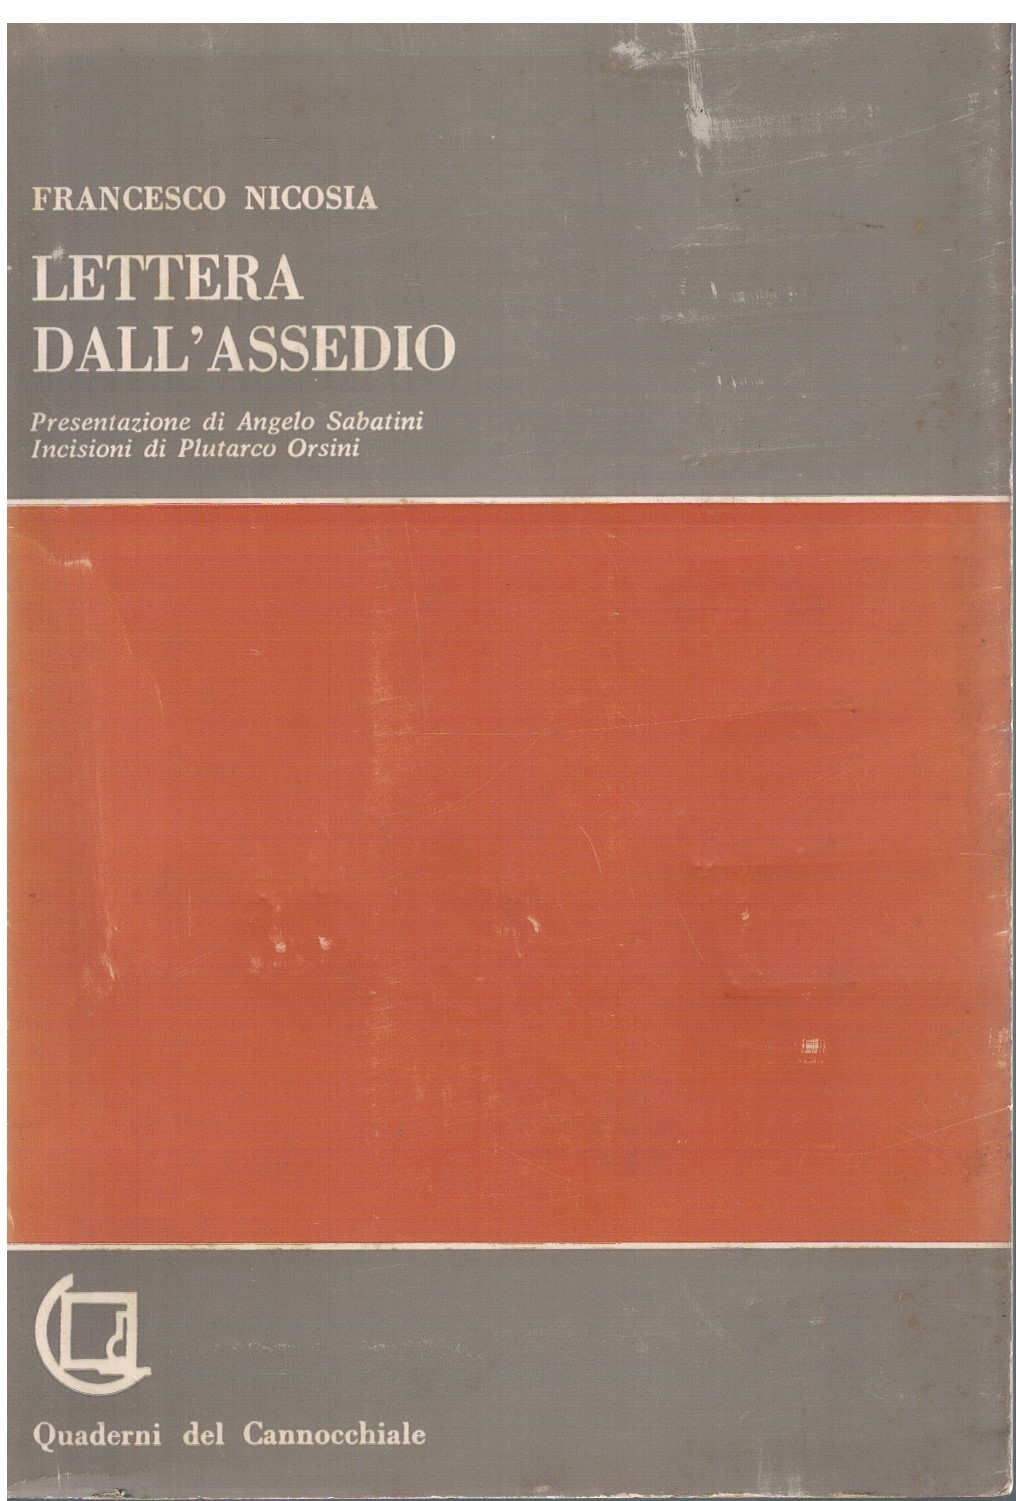 FRANCESCO NICOSIA
LETTERA
DALL'ASSEDIO
Presentazione di Angelo Sabatini
Incisioni di Plutarco Orsini
Quaderni del Cannocchiale